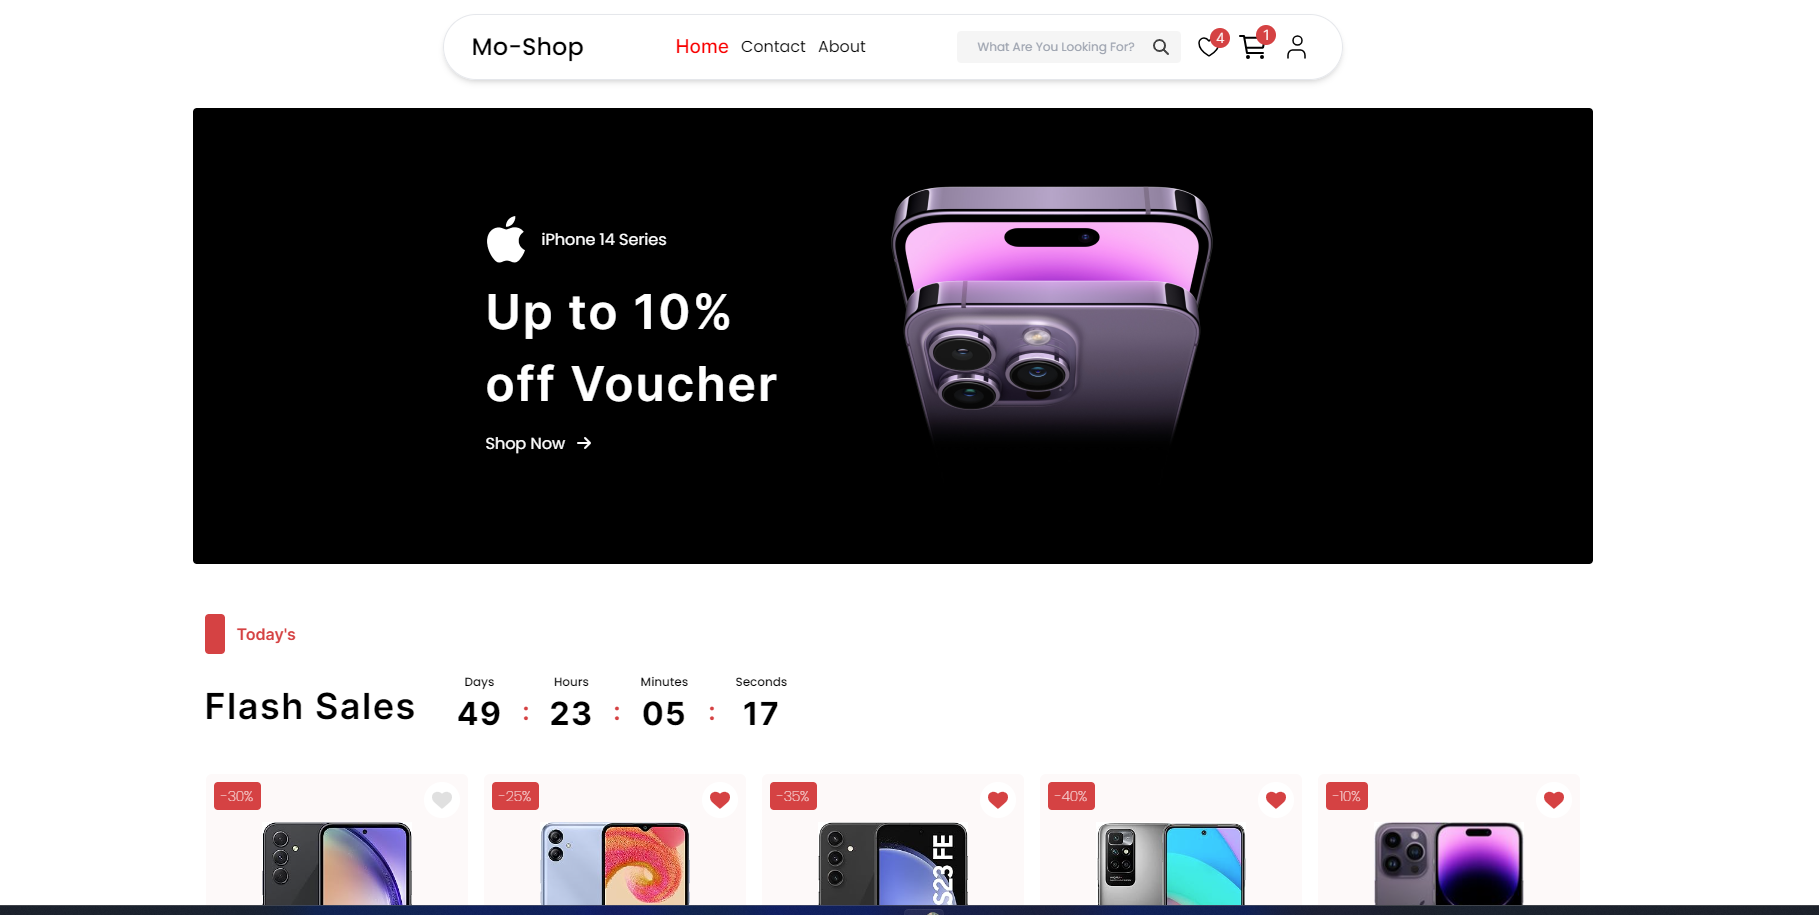 Mo-Shop
Home Contact About
What Are You Looking For?
4
1
iPhone 14 Series
Up to 10%
off Voucher
Shop Now →
Today's
Flash Sales
Days Hours Minutes Seconds
49 : 23 : 05 : 17
-30%
-25%
-35%
-40%
-10%
S23 FE